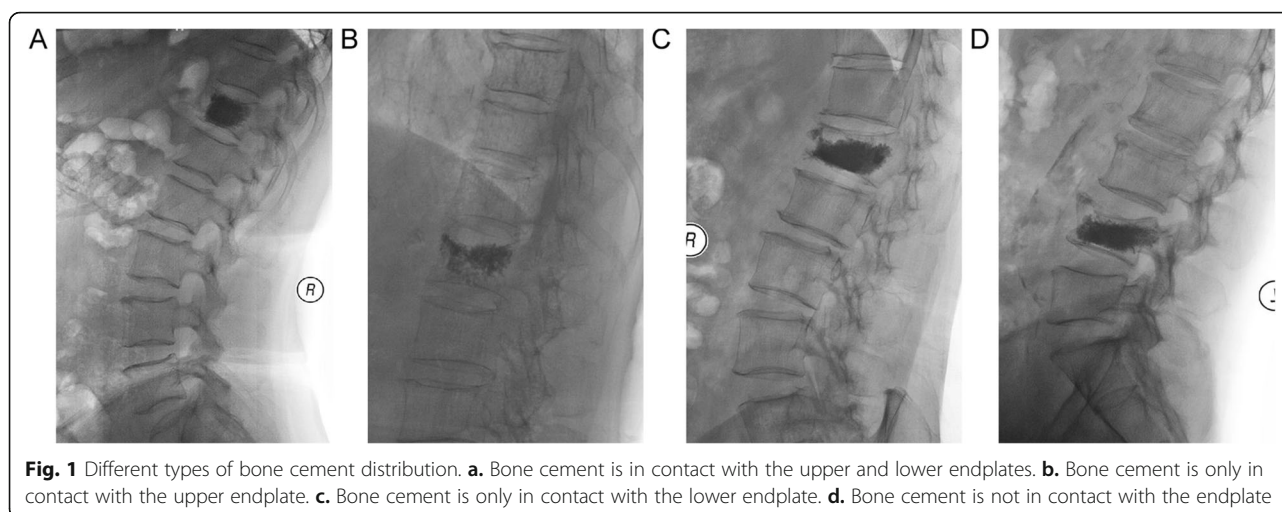 A B C D
R
R
Fig. 1 Different types of bone cement distribution. a. Bone cement is in contact with the upper and lower endplates. b. Bone cement is only in
contact with the upper endplate. c. Bone cement is only in contact with the lower endplate. d. Bone cement is not in contact with the endplate